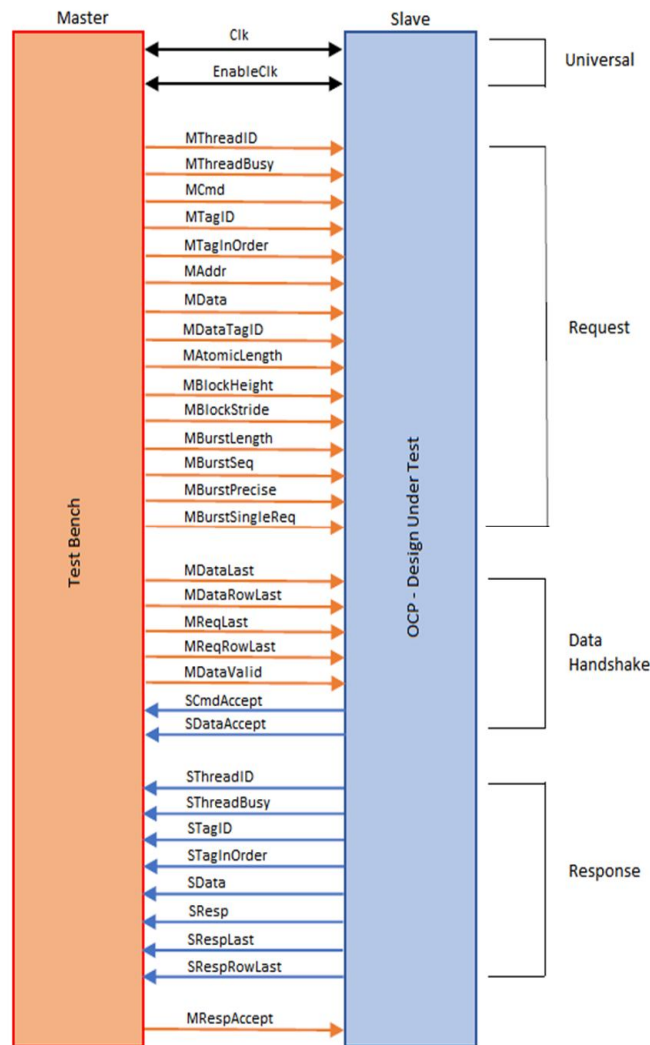 Master
Slave
Clk
EnableClk
Universal
MThreadID
MThreadBusy
MCmd
MTagID
MTagInOrder
MAddr
MData
MDataTagID
MAtomicLength
MBlockHeight
MBlockStride
MBurstLength
MBurstSeq
MBurstPrecise
MBurstSingleReq
Request
Test Bench
OCP - Design Under Test
MDataLast
MDataRowLast
MReqLast
MReqRowLast
MDataValid
SCmdAccept
SDataAccept
Data
Handshake
SThreadID
SThreadBusy
STagID
STagInOrder
SData
SResp
SRespLast
SRespRowLast
Response
MRespAccept